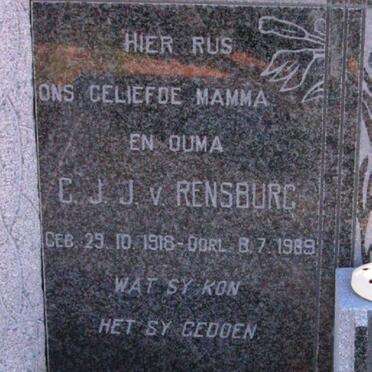 HIER RUS
ONS GELIEFDE MAMMA
EN OUMA
C. J. J. v. RENSBURG
GEB. 29. 10. 1918 - OORL. 8. 7. 1989
WAT SY KON
HET SY GEDOEN